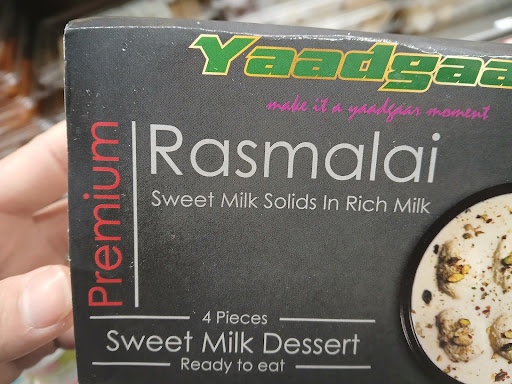 Yaadgaa
make it a yaadgaar moment
Premium
Rasmalai
Sweet Milk Solids In Rich Milk
4 Pieces
Sweet Milk Dessert
Ready to eat